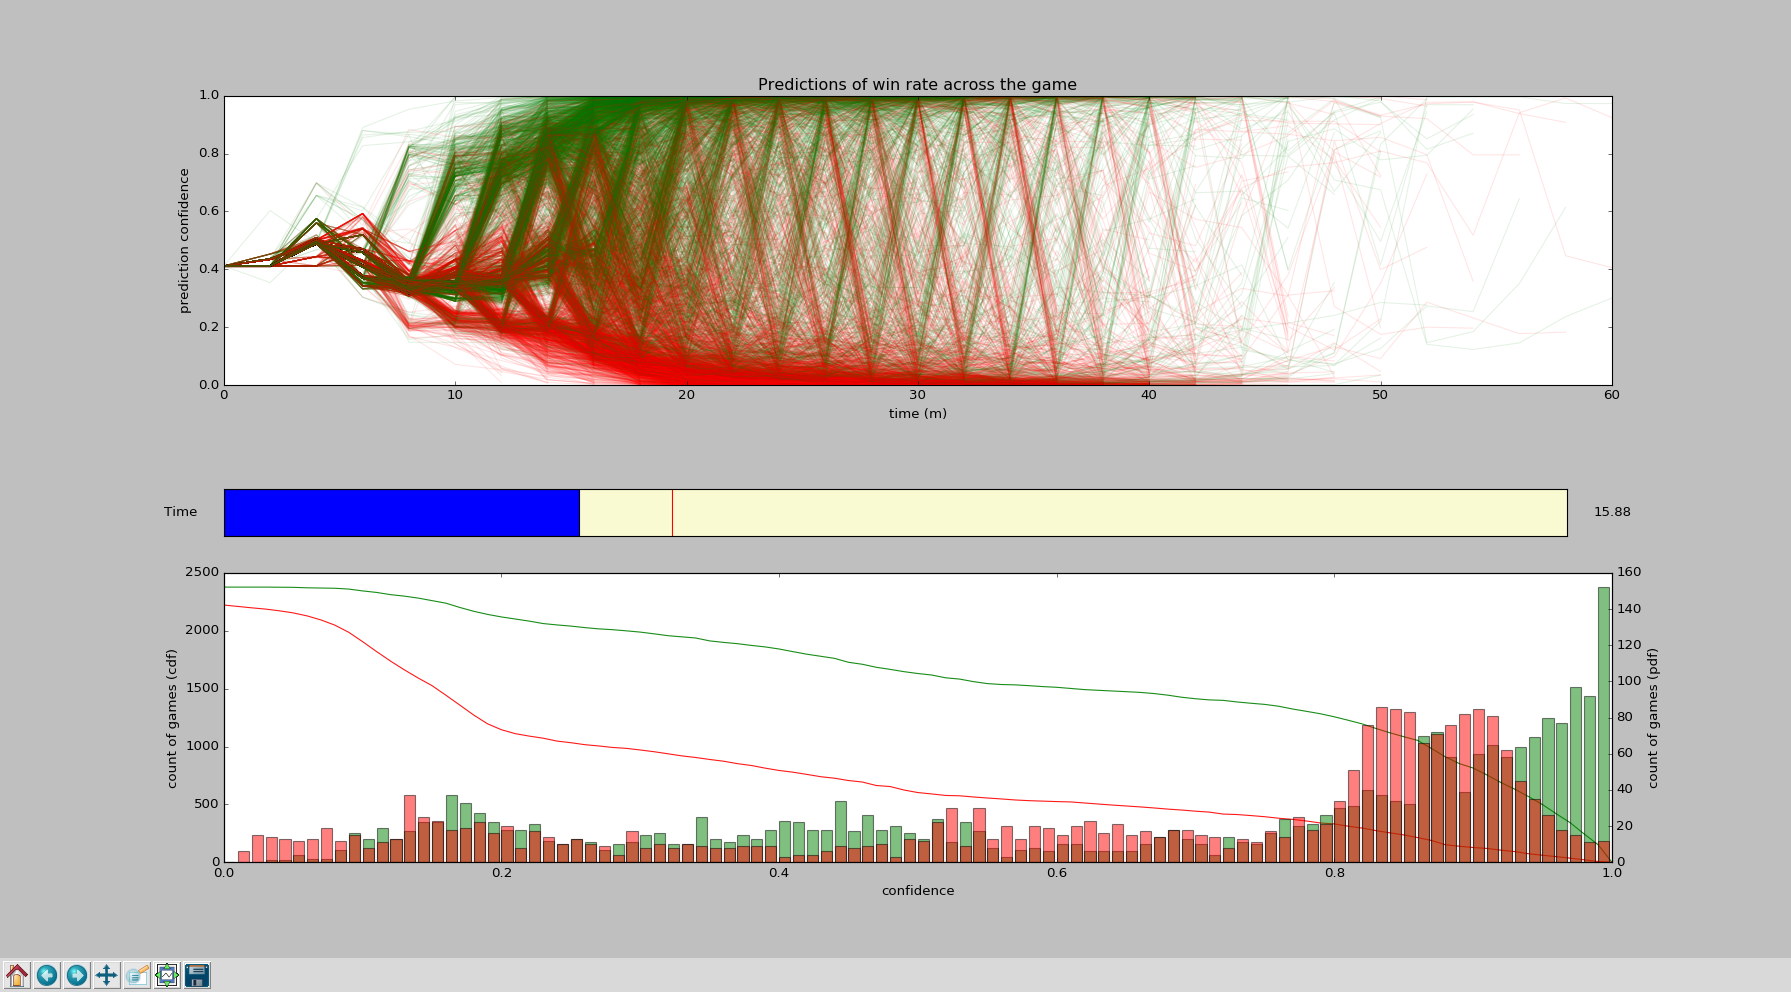 Predictions of win rate across the game
1.0
0.8
0.6
0.4
0.2
0.0
prediction confidence
0 10 20 30 40 50 60
time (m)
Time 15.88
2500
2000
1500
1000
500
0
count of games (cdf)
160
140
120
100
80
60
40
20
0
count of games (pdf)
0.0 0.2 0.4 0.6 0.8 1.0
confidence